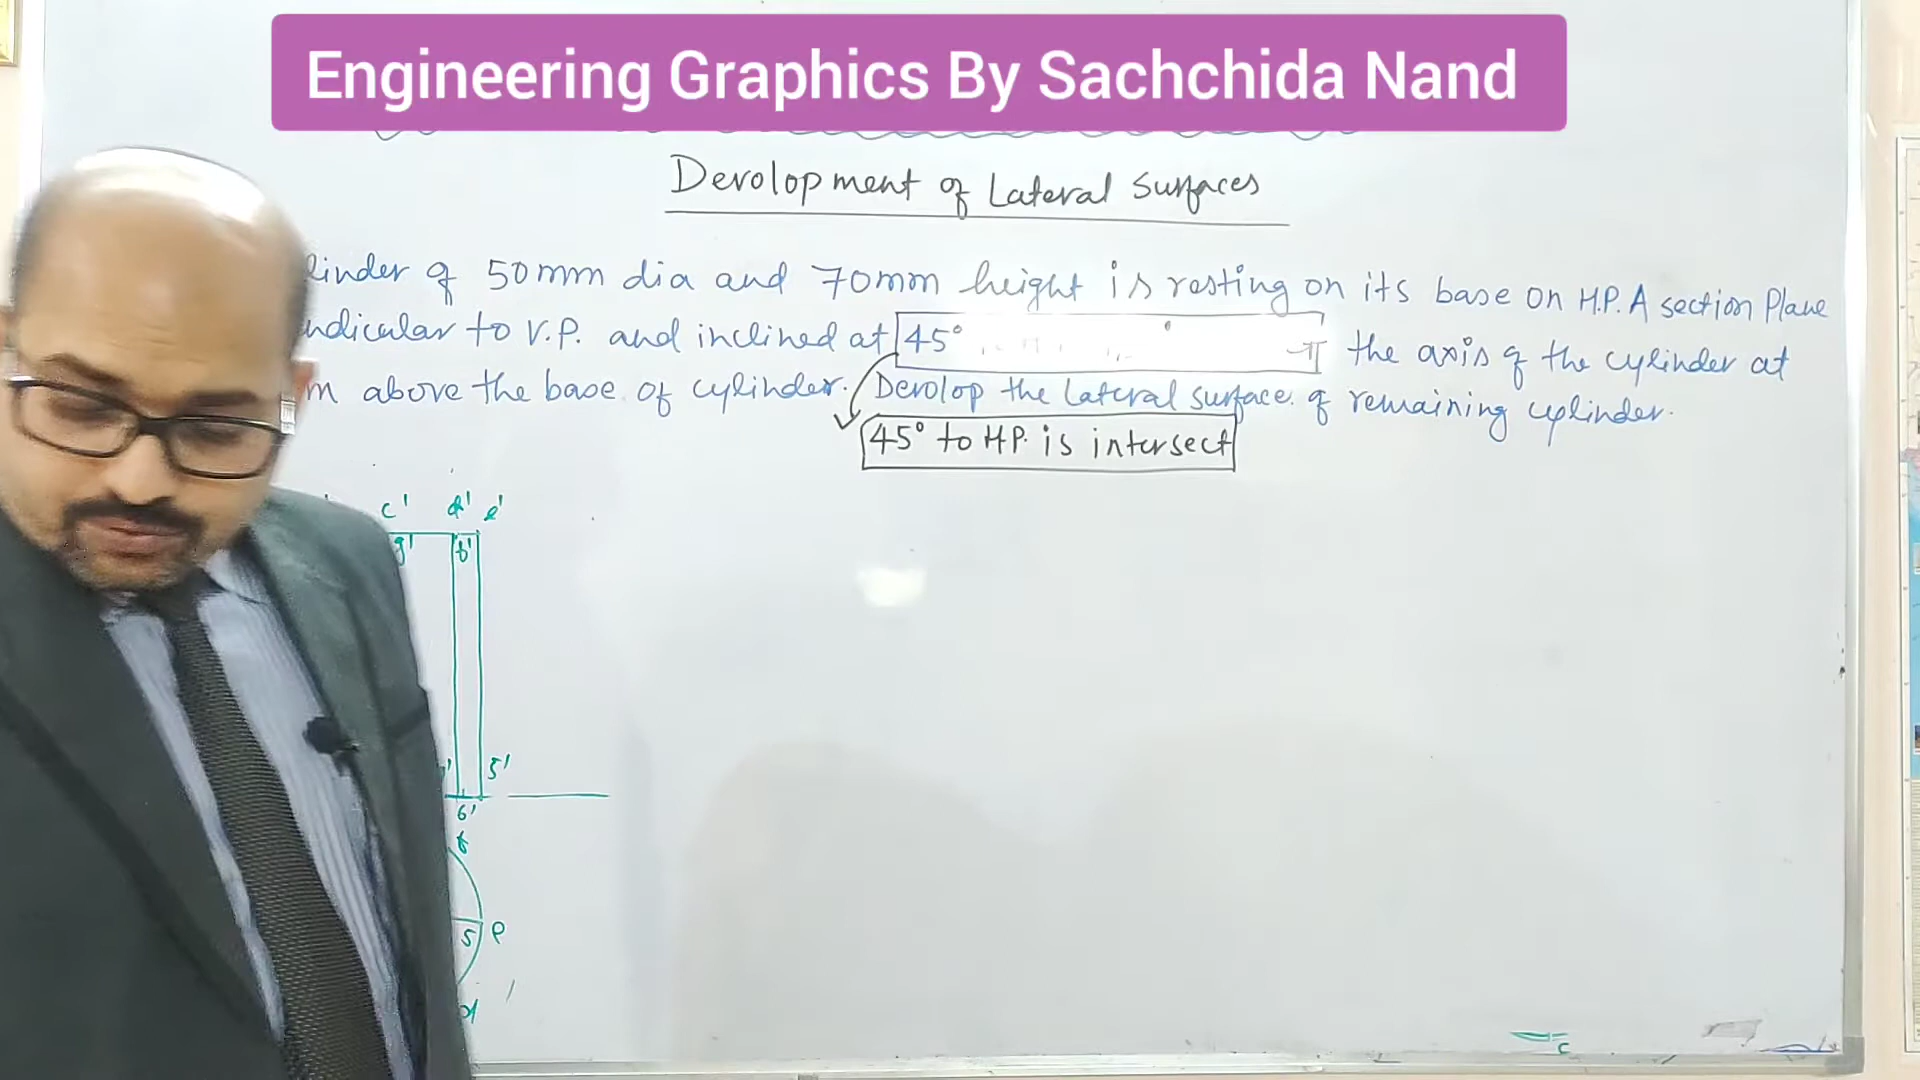 Engineering Graphics By Sachchida Nand
Devolopment of Lateral Surfaces
linder of 50mm dia and 70mm height is resting on its base on H.P. A section Plane
ndicular to V.P. and inclined at 45° the axis of the cylinder at
m above the base of cylinder. Devolop the lateral surface of remaining cylinder.
45° to H.P. is intersect
c' d' e'
g' f'
5'
6'
f
5 e
d
c